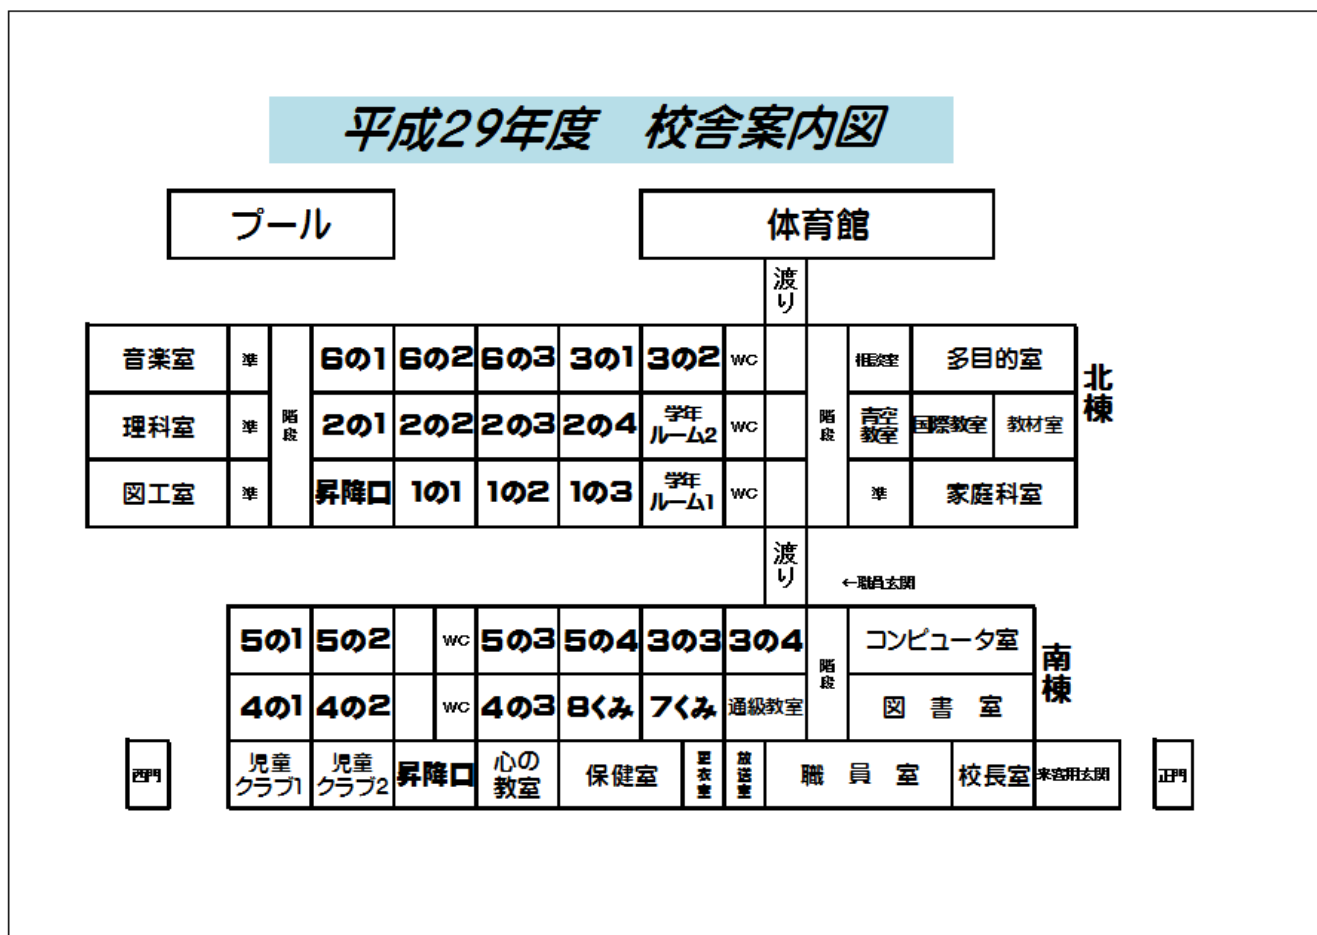 平成29年度　校舎案内図
プール
体育館
渡り
音楽室 準 6の1 6の2 6の3 3の1 3の2 WC 相談室 多目的室
理科室 準 階段 2の1 2の2 2の3 2の4 学年ルーム2 WC 階段 青空教室 国際教室 教材室
図工室 準 昇降口 1の1 1の2 1の3 学年ルーム1 WC 準 家庭科室
北棟
渡り
←職員玄関
5の1 5の2 WC 5の3 5の4 3の3 3の4 階段 コンピュータ室
4の1 4の2 WC 4の3 8くみ 7くみ 通級教室 図書室
南棟
西門 児童クラブ1 児童クラブ2 昇降口 心の教室 保健室 更衣室 放送室 職員室 校長室 来客用玄関 正門